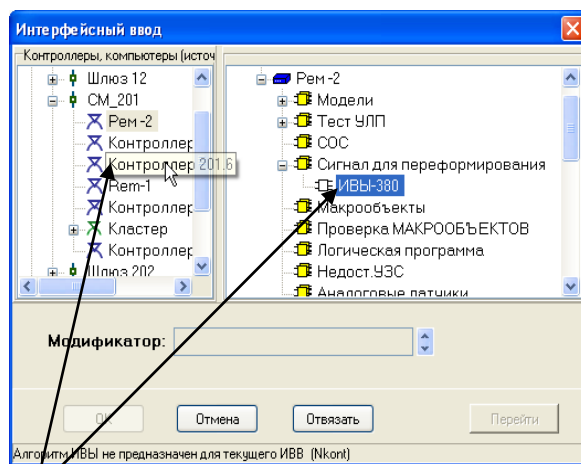 Интерфейсный ввод
Контроллеры, компьютеры (источ
Шлюз 12
СМ_201
Рем-2
Контроллер
Контроллер 201.6
Rem-1
Контроллер
Кластер
Контроллер
Шлюз 202
Рем-2
Модели
Тест УЛП
СОС
Сигнал для переформирования
ИВЫ-380
Макрообъекты
Проверка МАКРООБЪЕКТОВ
Логическая программа
Недост.УЗС
Аналоговые датчики
Модификатор:
ОК
Отмена
Отвязать
Перейти
Алгоритм ИВЫ не предназначен для текущего ИВВ (Nkont)